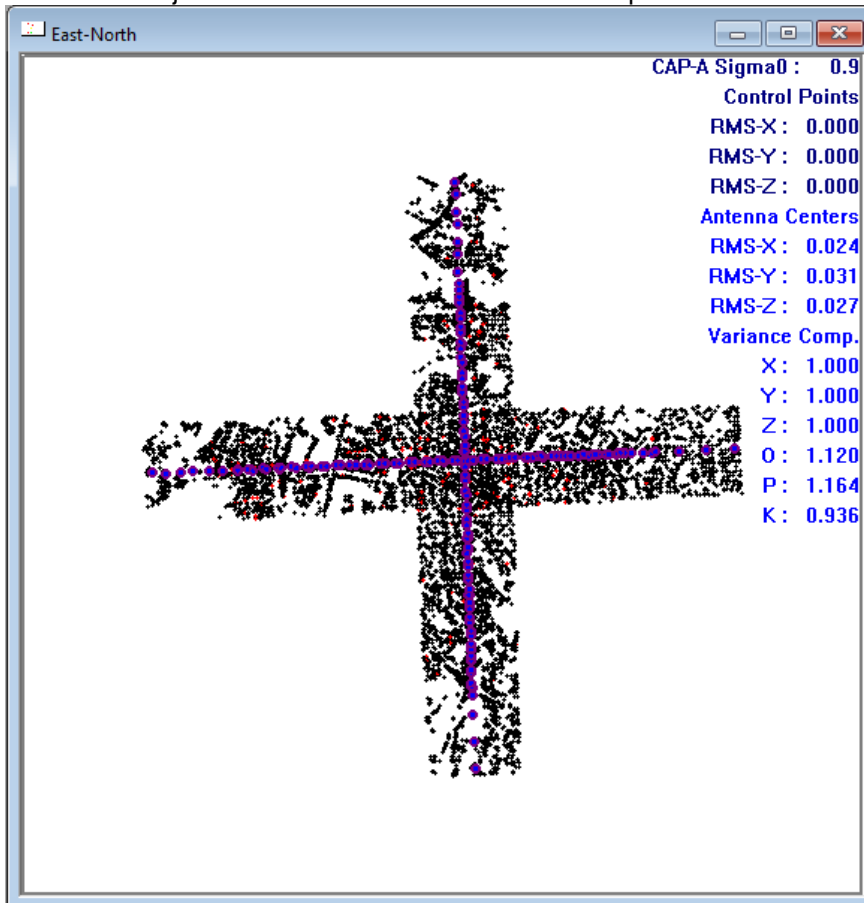 East-North
CAP-A Sigma0 : 0.9
Control Points
RMS-X : 0.000
RMS-Y : 0.000
RMS-Z : 0.000
Antenna Centers
RMS-X : 0.024
RMS-Y : 0.031
RMS-Z : 0.027
Variance Comp.
X : 1.000
Y : 1.000
Z : 1.000
O : 1.120
P : 1.164
K : 0.936